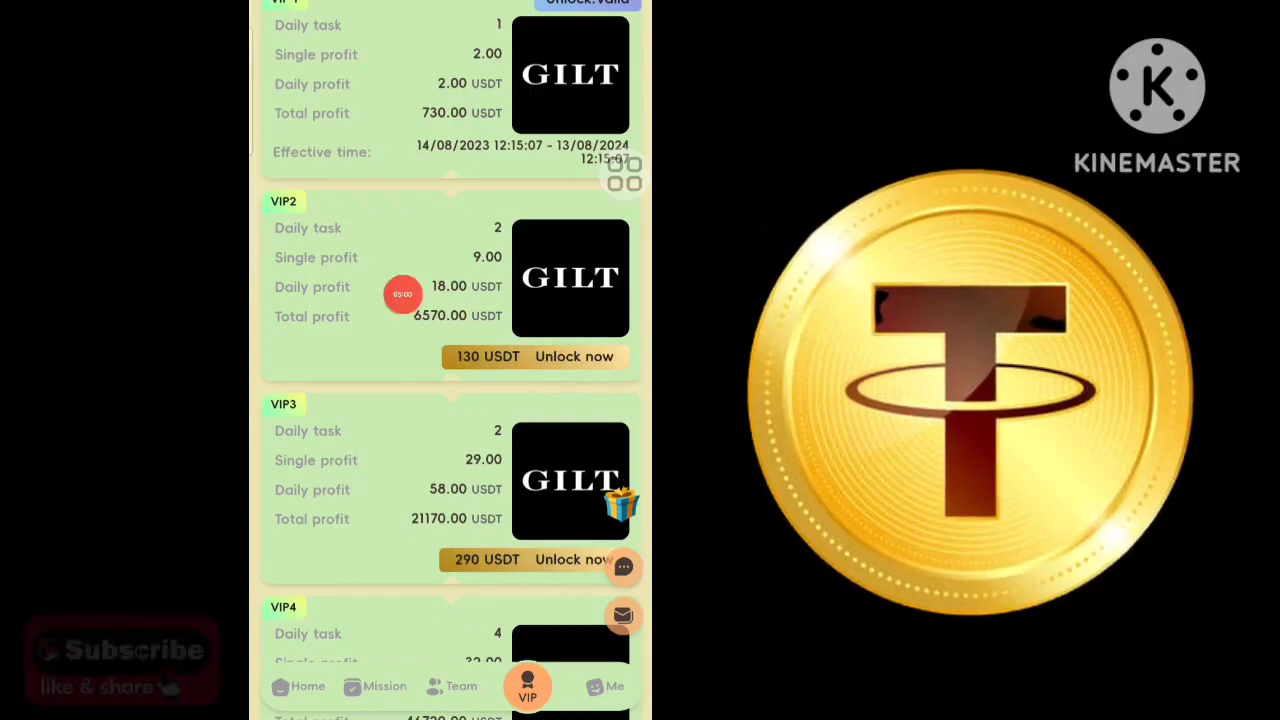 Daily task 1
Single profit 2.00
Daily profit 2.00 USDT
Total profit 730.00 USDT
Effective time: 14/08/2023 12:15:07 - 13/08/2024
12:15:07
GILT
VIP2
Daily task 2
Single profit 9.00
Daily profit 18.00 USDT
Total profit 6570.00 USDT
GILT
05:00
130 USDT Unlock now
VIP3
Daily task 2
Single profit 29.00
Daily profit 58.00 USDT
Total profit 21170.00 USDT
GILT
290 USDT Unlock now
VIP4
Daily task 4
Home Mission Team VIP Me
K
KINEMASTER
T
Subscribe
like & share